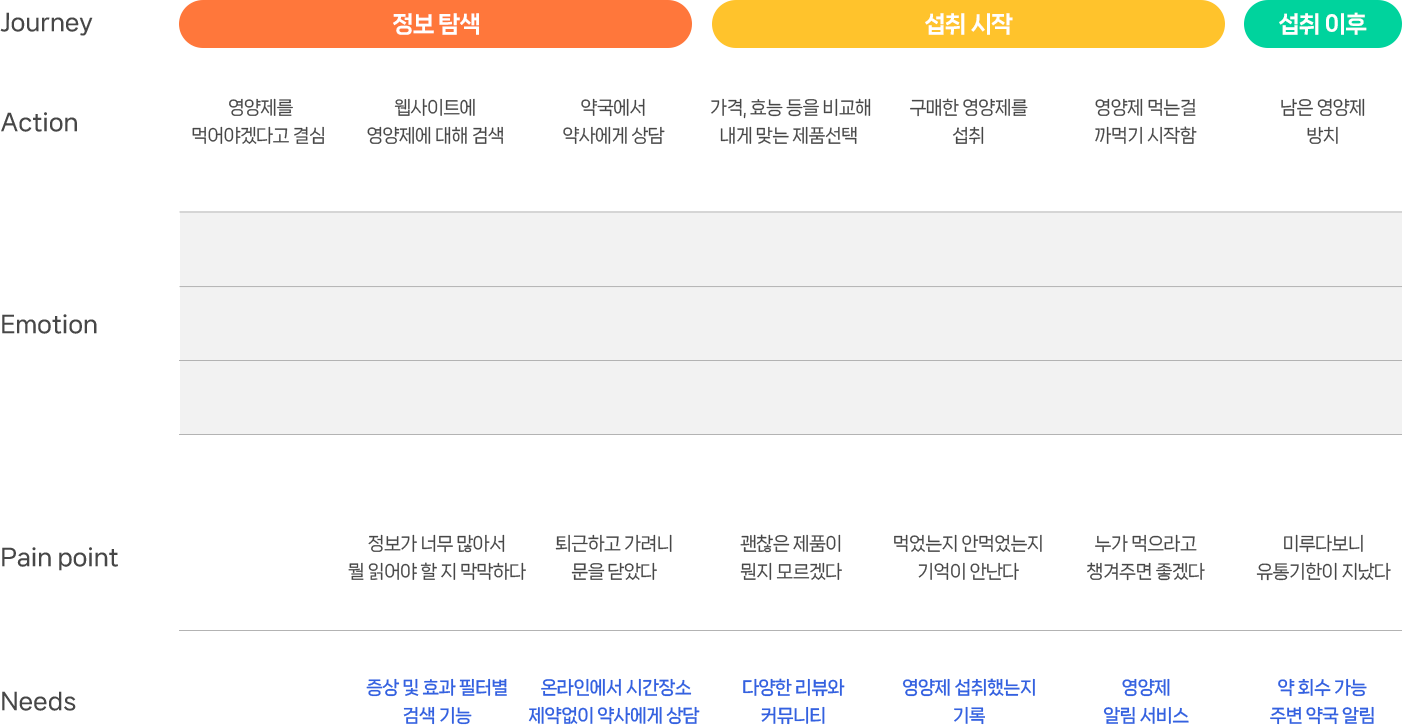 Journey
정보 탐색
섭취 시작
섭취 이후
Action
영양제를
먹어야겠다고 결심
웹사이트에
영양제에 대해 검색
약국에서
약사에게 상담
가격, 효능 등을 비교해
내게 맞는 제품선택
구매한 영양제를
섭취
영양제 먹는걸
까먹기 시작함
남은 영양제
방치
Emotion
Pain point
정보가 너무 많아서
뭘 읽어야 할 지 막막하다
퇴근하고 가려니
문을 닫았다
괜찮은 제품이
뭔지 모르겠다
먹었는지 안먹었는지
기억이 안난다
누가 먹으라고
챙겨주면 좋겠다
미루다보니
유통기한이 지났다
Needs
증상 및 효과 필터별
검색 기능
온라인에서 시간장소
제약없이 약사에게 상담
다양한 리뷰와
커뮤니티
영양제 섭취했는지
기록
영양제
알림 서비스
약 회수 가능
주변 약국 알림